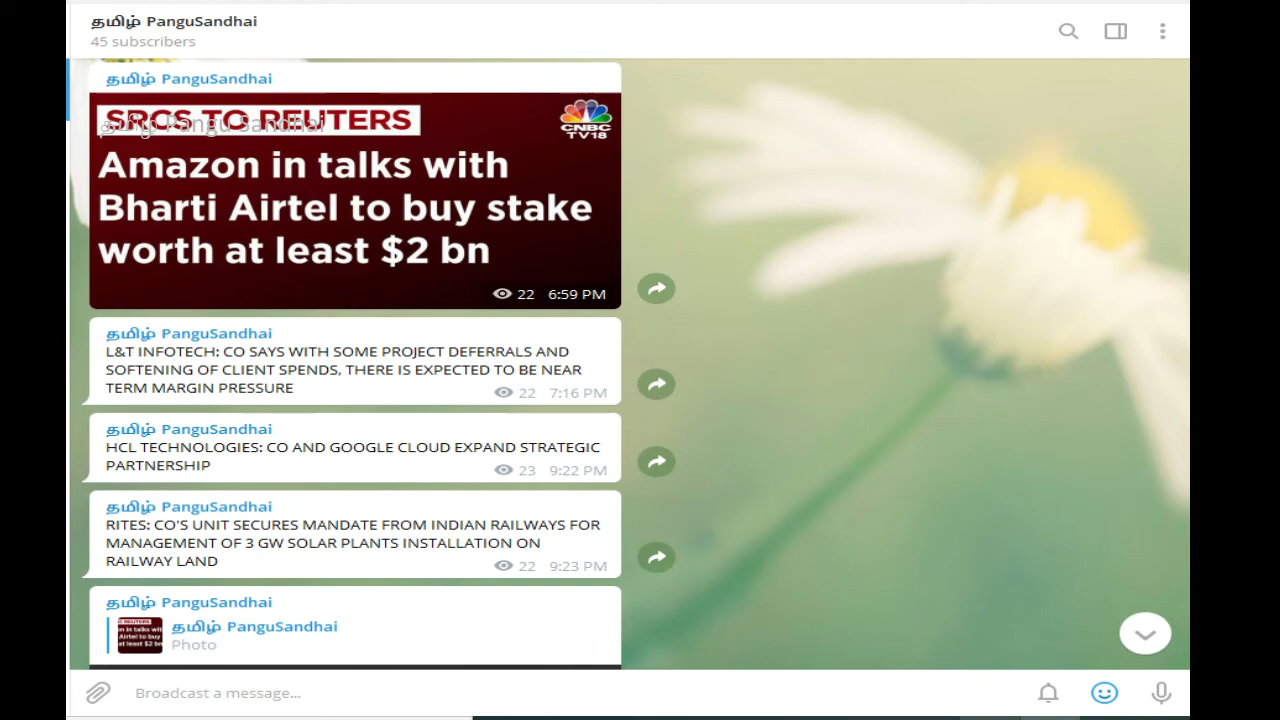 தமிழ் PanguSandhai
45 subscribers
தமிழ் PanguSandhai
SRCS TO REUTERS
தமிழ் Pangu Sandhai
CNBC
TV18
Amazon in talks with
Bharti Airtel to buy stake
worth at least $2 bn
22 6:59 PM
தமிழ் PanguSandhai
L&T INFOTECH: CO SAYS WITH SOME PROJECT DEFERRALS AND
SOFTENING OF CLIENT SPENDS, THERE IS EXPECTED TO BE NEAR
TERM MARGIN PRESSURE
22 7:16 PM
தமிழ் PanguSandhai
HCL TECHNOLOGIES: CO AND GOOGLE CLOUD EXPAND STRATEGIC
PARTNERSHIP
23 9:22 PM
தமிழ் PanguSandhai
RITES: CO'S UNIT SECURES MANDATE FROM INDIAN RAILWAYS FOR
MANAGEMENT OF 3 GW SOLAR PLANTS INSTALLATION ON
RAILWAY LAND
22 9:23 PM
தமிழ் PanguSandhai
தமிழ் PanguSandhai
Photo
Broadcast a message...